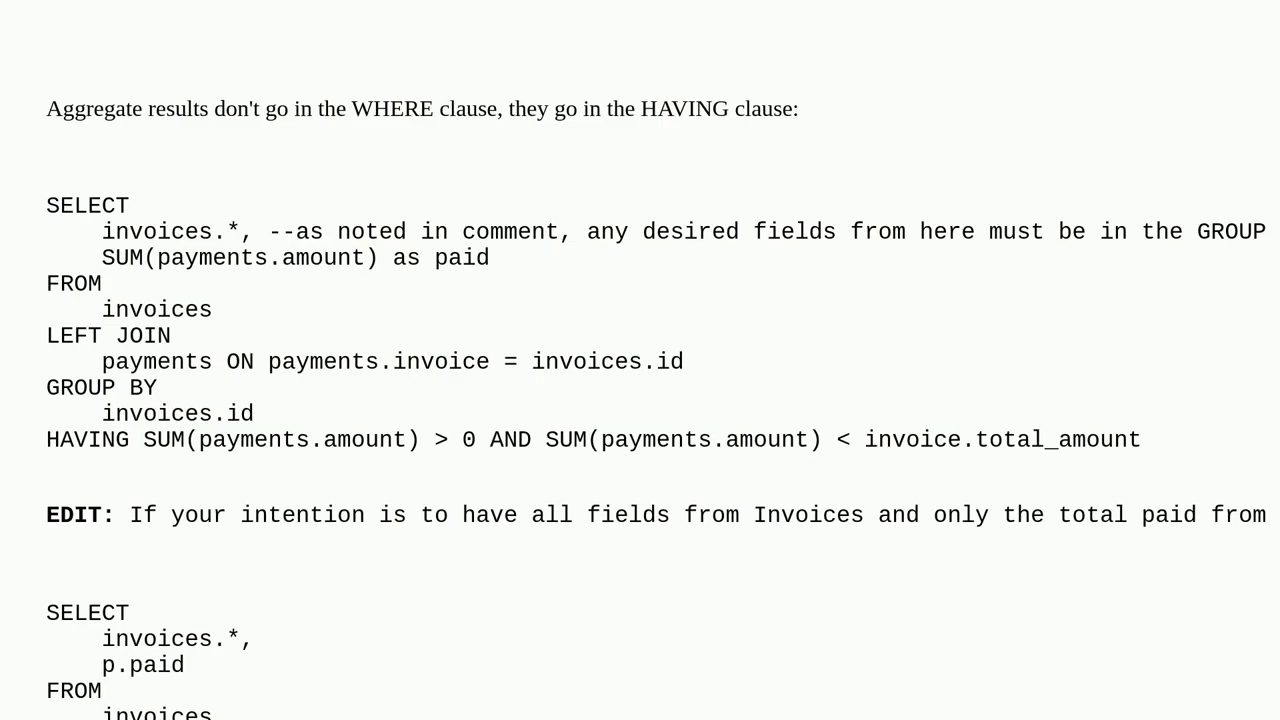 Aggregate results don't go in the WHERE clause, they go in the HAVING clause:
SELECT
    invoices.*, --as noted in comment, any desired fields from here must be in the GROUP
    SUM(payments.amount) as paid
FROM
    invoices
LEFT JOIN
    payments ON payments.invoice = invoices.id
GROUP BY
    invoices.id
HAVING SUM(payments.amount) > 0 AND SUM(payments.amount) < invoice.total_amount
EDIT: If your intention is to have all fields from Invoices and only the total paid from
SELECT
    invoices.*,
    p.paid
FROM
    invoices